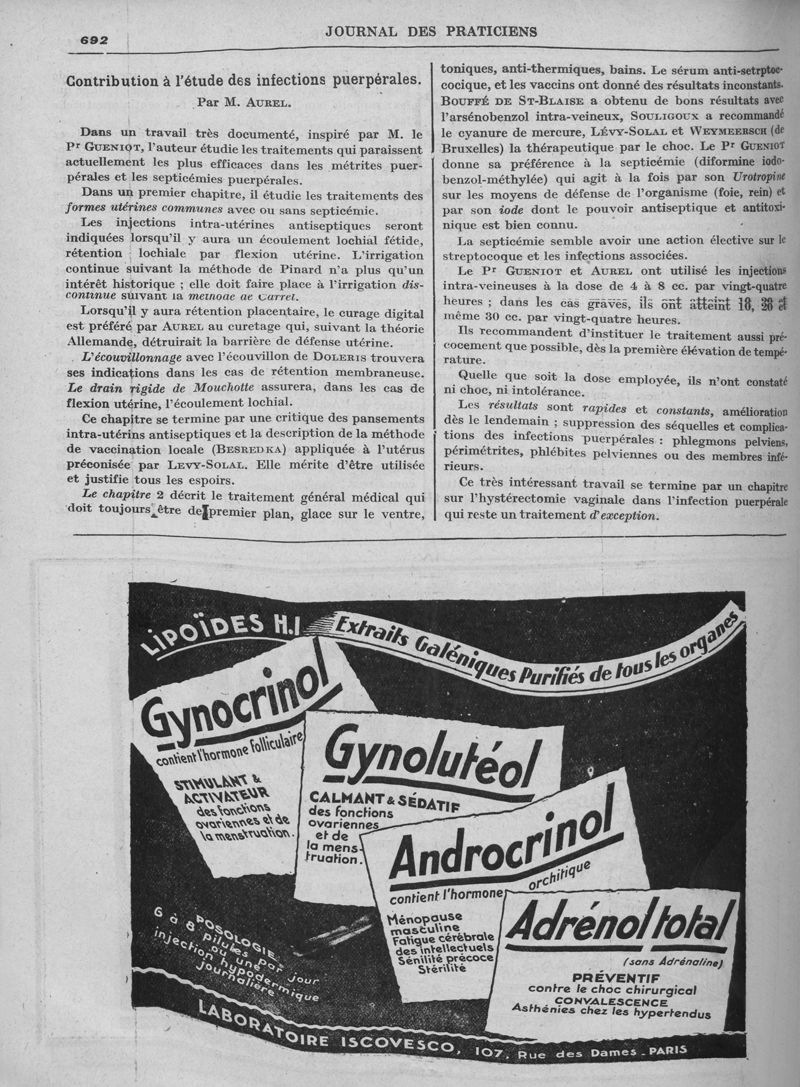 692
JOURNAL DES PRATICIENS
Contribution à l'étude des infections puerpérales.
Par M. AUREL.
Dans un travail très documenté, inspiré par M. le
Pr GUENIOT, l'auteur étudie les traitements qui paraissent
actuellement les plus efficaces dans les métrites puer-
pérales et les septicémies puerpérales.
Dans un premier chapitre, il étudie les traitements des
formes utérines communes avec ou sans septicémie.
Les injections intra-utérines antiseptiques seront
indiquées lorsqu'il y aura un écoulement lochial fétide,
rétention lochiale par flexion utérine. L'irrigation
continue suivant la méthode de Pinard n'a plus qu'un
intérêt historique ; elle doit faire place à l'irrigation dis-
continue suivant la methode de Carrel.
Lorsqu'il y aura rétention placentaire, le curage digital
est préféré par AUREL au curetage qui, suivant la théorie
Allemande, détruirait la barrière de défense utérine.
L'écouvillonnage avec l'écouvillon de DOLERIS trouvera
ses indications dans les cas de rétention membraneuse.
Le drain rigide de Mouchotte assurera, dans les cas de
flexion utérine, l'écoulement lochial.
Ce chapitre se termine par une critique des pansements
intra-utérins antiseptiques et la description de la méthode
de vaccination locale (BESREDKA) appliquée à l'utérus
préconisée par LEVY-SOLAL. Elle mérite d'être utilisée
et justifie tous les espoirs.
Le chapitre 2 décrit le traitement général médical qui
doit toujours être de premier plan, glace sur le ventre,
toniques, anti-thermiques, bains. Le sérum anti-setrptoc-
cocique, et les vaccins ont donné des résultats inconstants.
BOUFFÉ DE ST-BLAISE a obtenu de bons résultats avec
l'arsénobenzol intra-veineux, SOULIGOUX a recommandé
le cyanure de mercure, LÉVY-SOLAL et WEYMEERSCH (de
Bruxelles) la thérapeutique par le choc. Le Pr GUENIOT
donne sa préférence à la septicémie (diformine iodo-
benzol-méthylée) qui agit à la fois par son Urotropine
sur les moyens de défense de l'organisme (foie, rein) et
par son iode dont le pouvoir antiseptique et antitoxi-
nique est bien connu.
La septicémie semble avoir une action élective sur le
streptocoque et les infections associées.
Le Pr GUENIOT et AUREL ont utilisé les injections
intra-veineuses à la dose de 4 à 8 cc. par vingt-quatre
heures ; dans les cas graves, ils ont atteint et
même 30 cc. par vingt-quatre heures.
Ils recommandent d'instituer le traitement aussi pré-
cocement que possible, dès la première élévation de tempé-
rature.
Quelle que soit la dose employée, ils n'ont constaté
ni choc, ni intolérance.
Les résultats sont rapides et constants, amélioration
dès le lendemain ; suppression des séquelles et complica-
tions des infections puerpérales : phlegmons pelviens,
périmétrites, phlébites pelviennes ou des membres infé-
rieurs.
Ce très intéressant travail se termine par un chapitre
sur l'hystérectomie vaginale dans l'infection puerpérale
qui reste un traitement d'exception.
LIPOÏDES H.I
Extraits Galéniques Purifiés de tous les organes
Gynocrinol
contient l'hormone folliculaire
STIMULANT &
ACTIVATEUR
des fonctions
ovariennes et de
la menstruation.
Gynolutéol
CALMANT & SÉDATIF
des fonctions
ovariennes
et de
la mens-
truation.
Androcrinol
contient l'hormone orchitique
Ménopause
masculine
Fatigue cérébrale
des intellectuels
Sénilité précoce
Stérilité
Adrénol total
(sans Adrénaline)
PRÉVENTIF
contre le choc chirurgical
CONVALESCENCE
Asthénies chez les hypertendus
POSOLOGIE
6 à 8 pilules par jour
ou une
injection hypodermique
journalière
LABORATOIRE ISCOVESCO, 107, Rue des Dames - PARIS